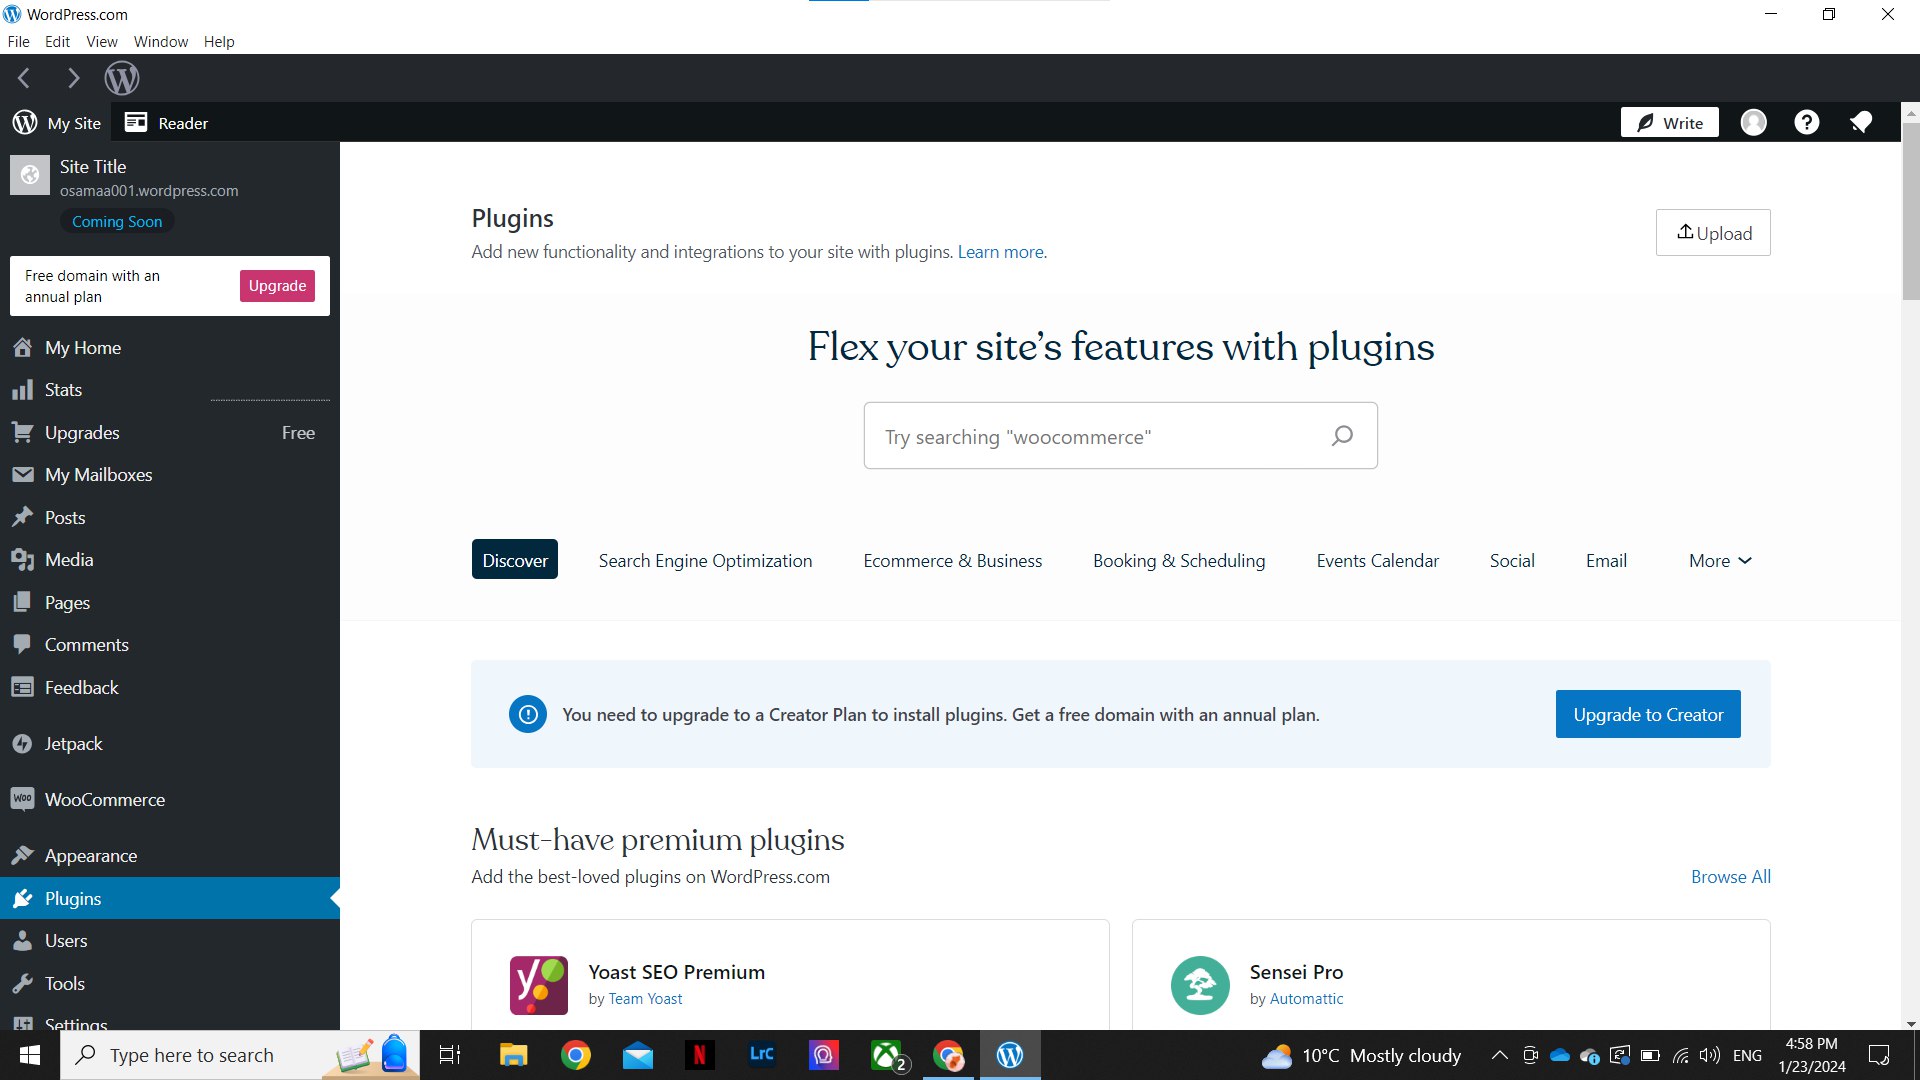 WordPress.com
File Edit View Window Help
My Site Reader Write
Site Title
osamaa001.wordpress.com
Coming Soon
Free domain with an
annual plan
Upgrade
My Home
Stats
Upgrades Free
My Mailboxes
Posts
Media
Pages
Comments
Feedback
Jetpack
WooCommerce
Appearance
Plugins
Users
Tools
Settings
Plugins
Add new functionality and integrations to your site with plugins. Learn more.
Upload
Flex your site’s features with plugins
Try searching "woocommerce"
Discover Search Engine Optimization Ecommerce & Business Booking & Scheduling Events Calendar Social Email More
You need to upgrade to a Creator Plan to install plugins. Get a free domain with an annual plan.
Upgrade to Creator
Must-have premium plugins
Add the best-loved plugins on WordPress.com
Browse All
Yoast SEO Premium
by Team Yoast
Sensei Pro
by Automattic
Type here to search
LrC
2
10°C Mostly cloudy
ENG
4:58 PM
1/23/2024